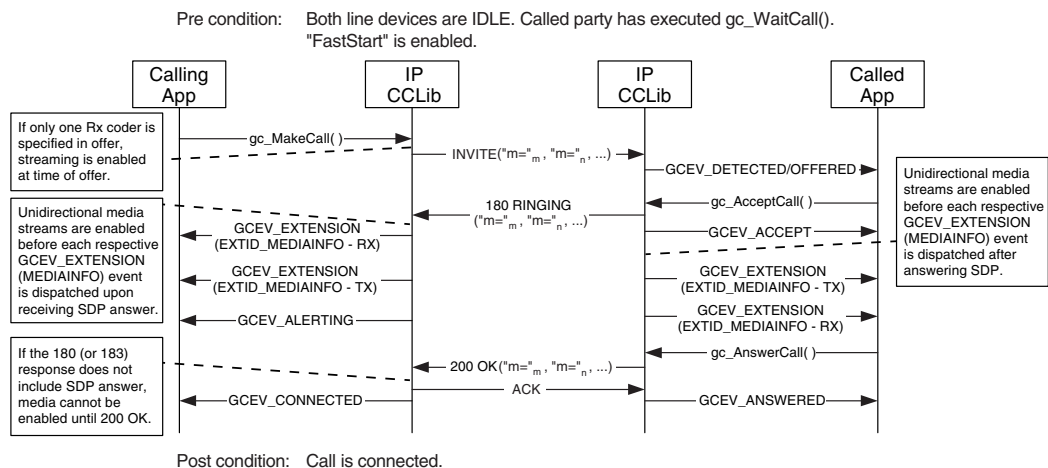 Pre condition: Both line devices are IDLE. Called party has executed gc_WaitCall().
"FastStart" is enabled.
Calling
App
IP
CCLib
IP
CCLib
Called
App
If only one Rx coder is
specified in offer,
streaming is enabled
at time of offer.
gc_MakeCall( )
INVITE("m="m, "m="n, ...)
GCEV_DETECTED/OFFERED
Unidirectional media
streams are enabled
before each respective
GCEV_EXTENSION
(MEDIAINFO) event
is dispatched after
answering SDP.
gc_AcceptCall( )
180 RINGING
("m="m, "m="n, ...)
Unidirectional media
streams are enabled
before each respective
GCEV_EXTENSION
(MEDIAINFO) event
is dispatched upon
receiving SDP answer.
GCEV_EXTENSION
(EXTID_MEDIAINFO - RX)
GCEV_ACCEPT
GCEV_EXTENSION
(EXTID_MEDIAINFO - TX)
GCEV_EXTENSION
(EXTID_MEDIAINFO - TX)
GCEV_ALERTING
GCEV_EXTENSION
(EXTID_MEDIAINFO - RX)
If the 180 (or 183)
response does not
include SDP answer,
media cannot be
enabled until 200 OK.
gc_AnswerCall( )
200 OK("m="m, "m="n, ...)
ACK
GCEV_CONNECTED
GCEV_ANSWERED
Post condition: Call is connected.